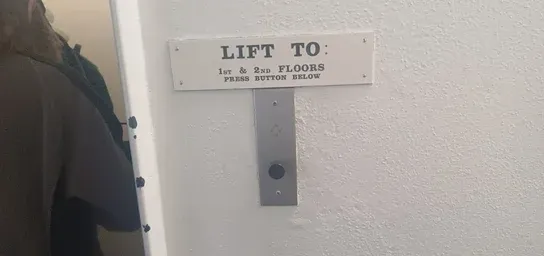 LIFT TO:
1ST & 2ND FLOORS
PRESS BUTTON BELOW